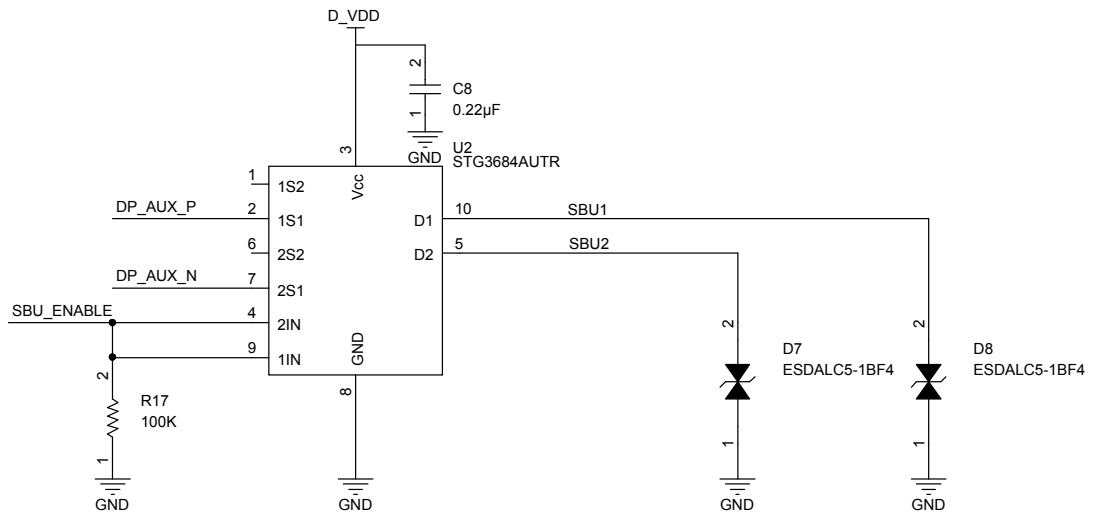 D_VDD
2
C8
0.22µF
1
GND
U2
STG3684AUTR
3
Vcc
1
1S2
DP_AUX_P
2
1S1
D1
10
SBU1
6
2S2
D2
5
SBU2
DP_AUX_N
7
2S1
SBU_ENABLE
4
2IN
9
1IN
GND
8
GND
2
R17
100K
1
GND
2
D7
ESDALC5-1BF4
1
GND
2
D8
ESDALC5-1BF4
1
GND